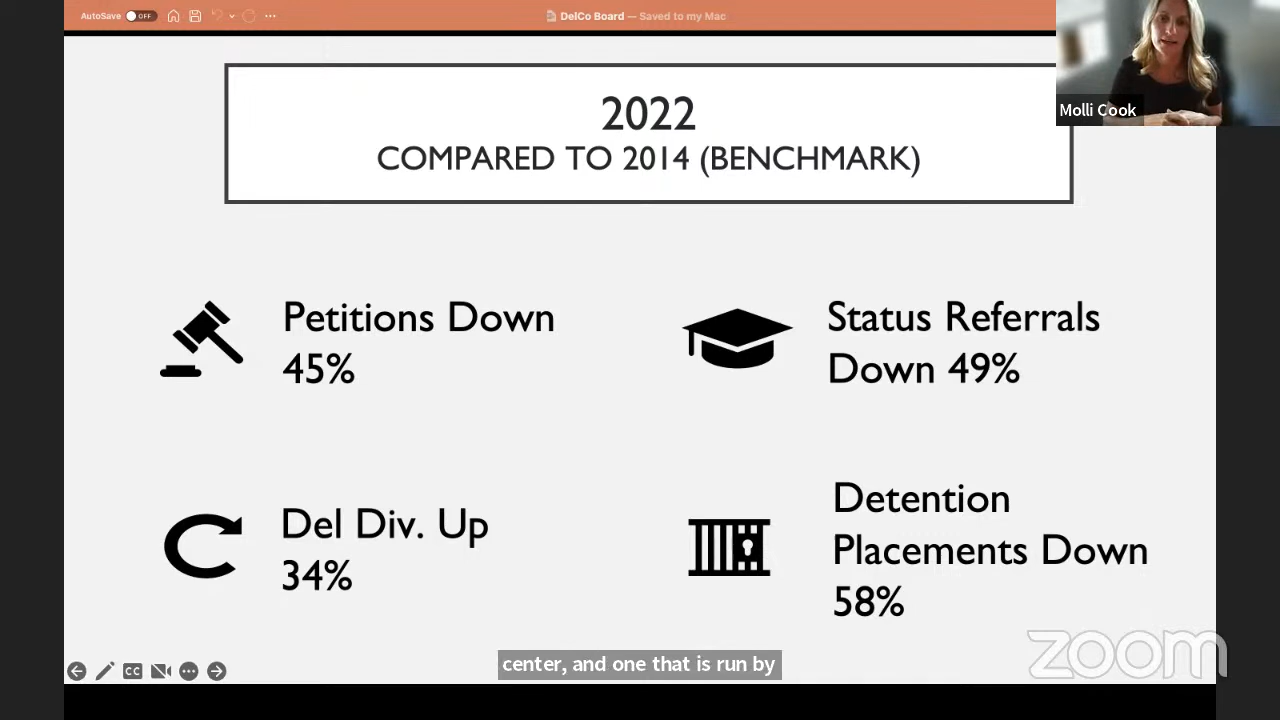 AutoSave OFF
DelCo Board — Saved to my Mac
Molli Cook
2022
COMPARED TO 2014 (BENCHMARK)
Petitions Down
45%
Status Referrals
Down 49%
Del Div. Up
34%
Detention
Placements Down
58%
CC
center, and one that is run by
zoom